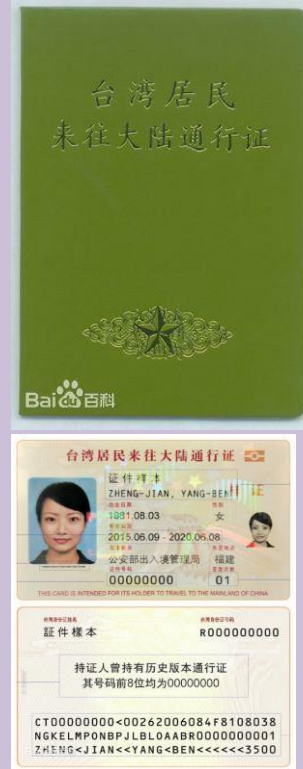 台湾居民
来往大陆通行证
Bai百科
台湾居民来往大陆通行证
证件样本
ZHENG-JIAN, YANG-BEN
1981.08.03 女
2015.06.09 - 2020.06.08
公安部出入境管理局 福建
00000000 01
THIS CARD IS INTENDED FOR ITS HOLDER TO TRAVEL TO THE MAINLAND OF CHINA
証件樣本 R000000000
持证人曾持有历史版本通行证
其号码前8位均为00000000
CT00000000<00262006084F8108038
NGKELMPONBPJLBLOAABR0000000001
ZHENG<JIAN<<YANG<BEN<<<<<<3500